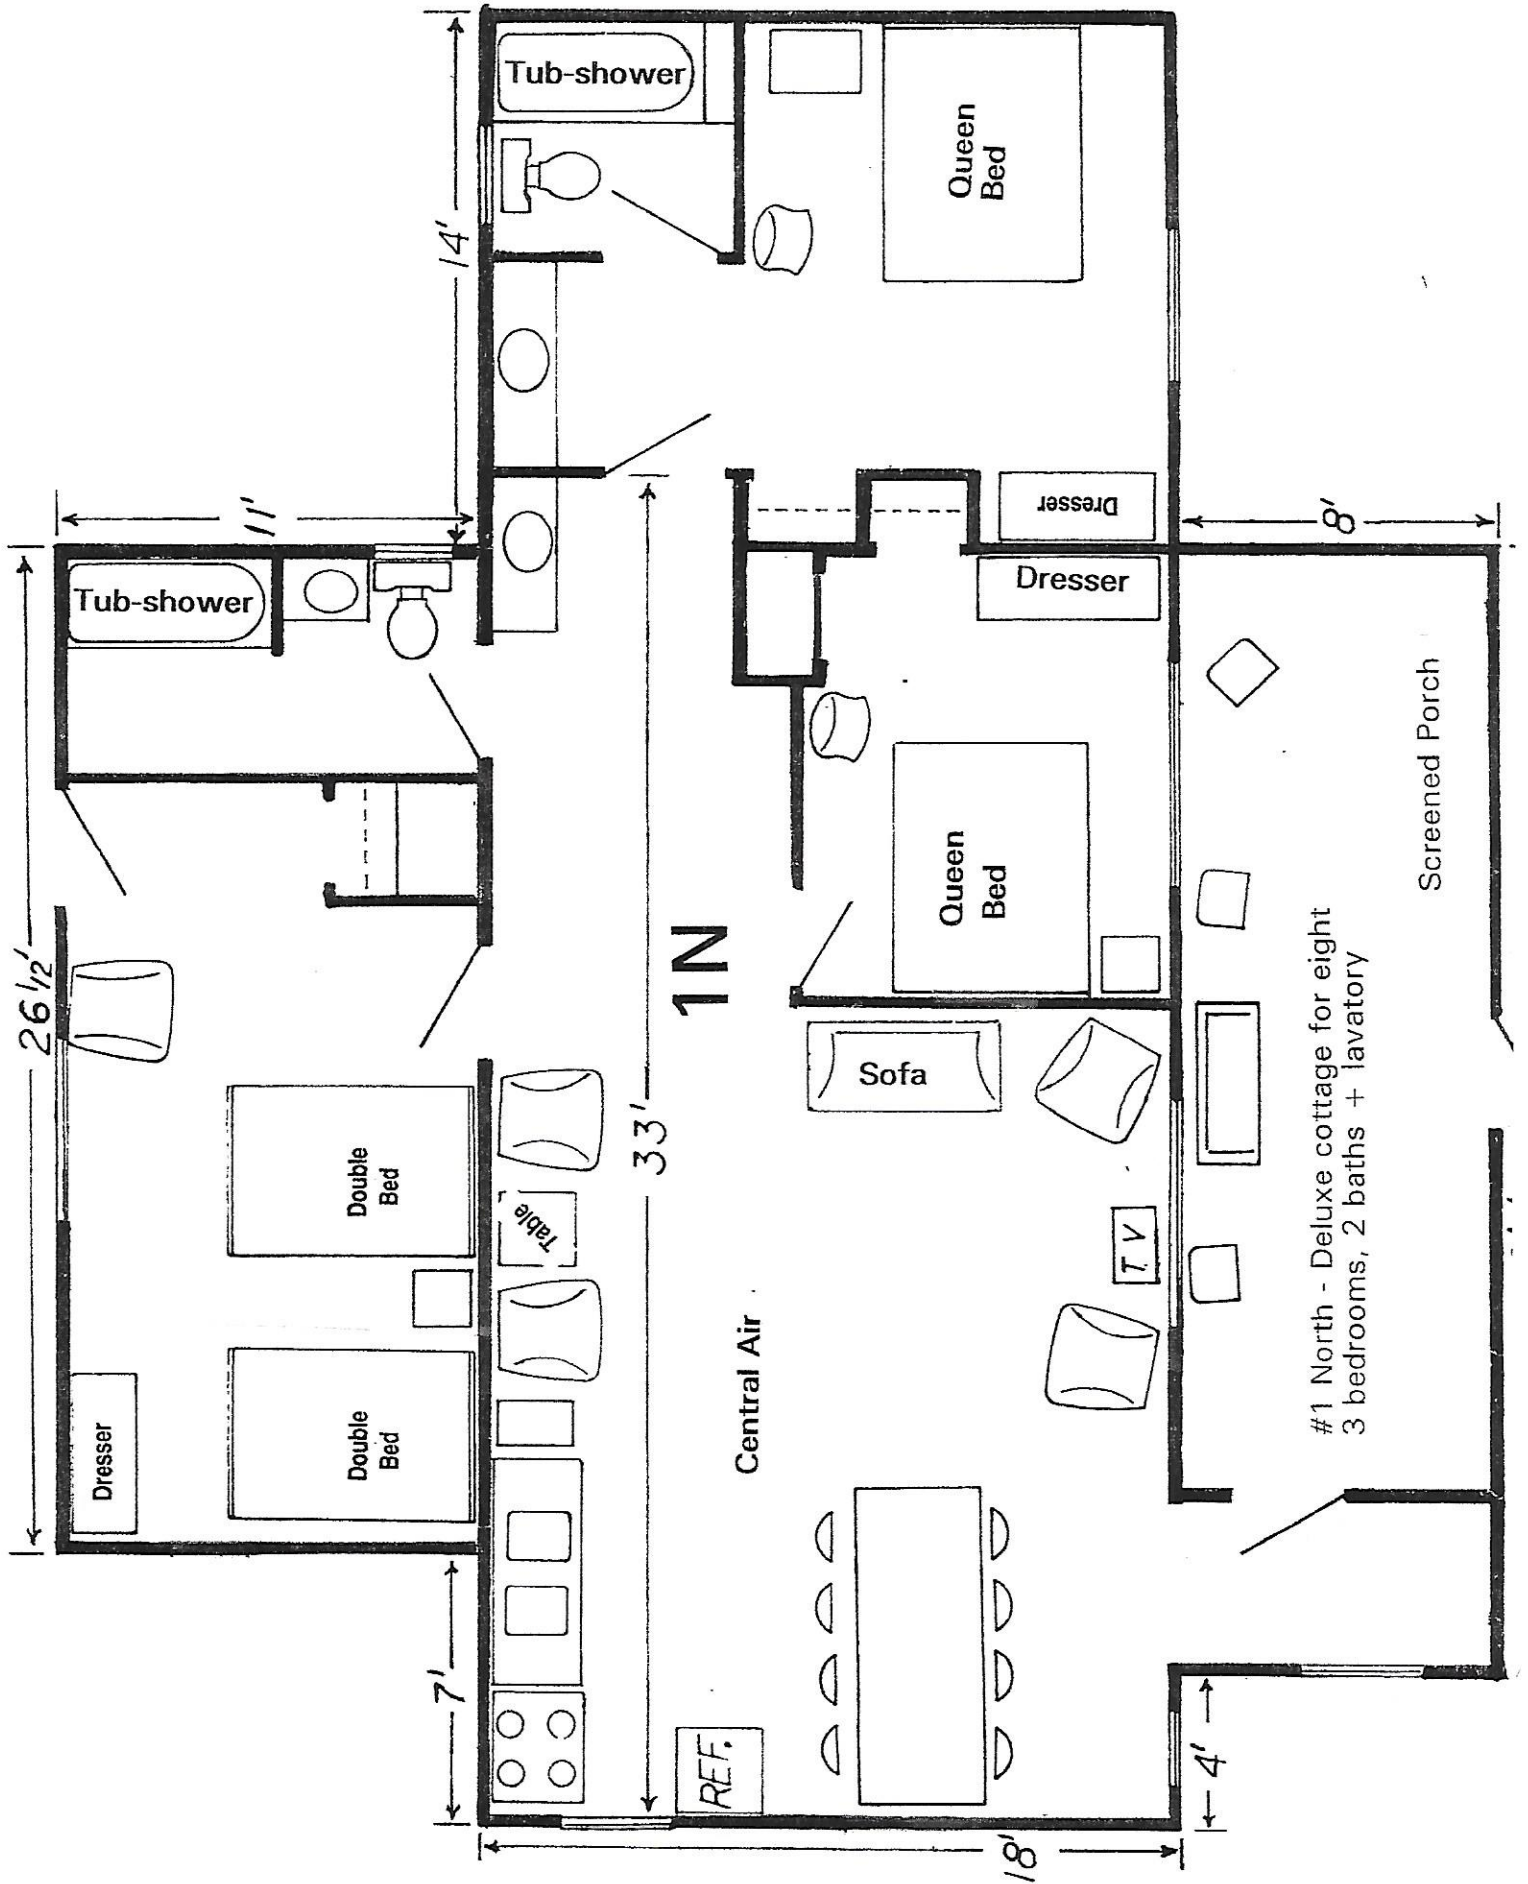 26 1/2'
11'
14'
Tub-shower
Tub-shower
Dresser
Double
Bed
Double
Bed
Table
7'
33'
1N
Central Air
REF.
Sofa
T V
Queen
Bed
Dresser
Dresser
Queen
Bed
18'
4'
8'
Screened Porch
#1 North - Deluxe cottage for eight
3 bedrooms, 2 baths + lavatory